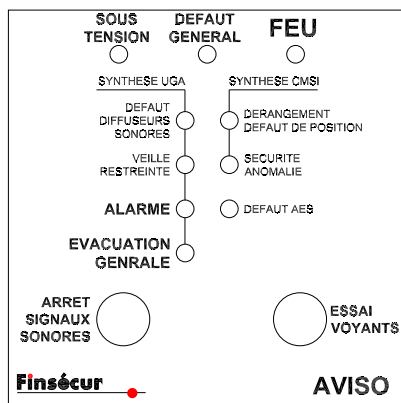 SOUS
TENSION
DEFAUT
GENERAL
FEU
SYNTHESE UGA
SYNTHESE CMSI
DEFAUT
DIFFUSEURS
SONORES
DERANGEMENT
DEFAUT DE POSITION
VEILLE
RESTREINTE
SECURITE
ANOMALIE
ALARME
DEFAUT AES
EVACUATION
GENRALE
ARRET
SIGNAUX
SONORES
ESSAI
VOYANTS
Finsécur
AVISO